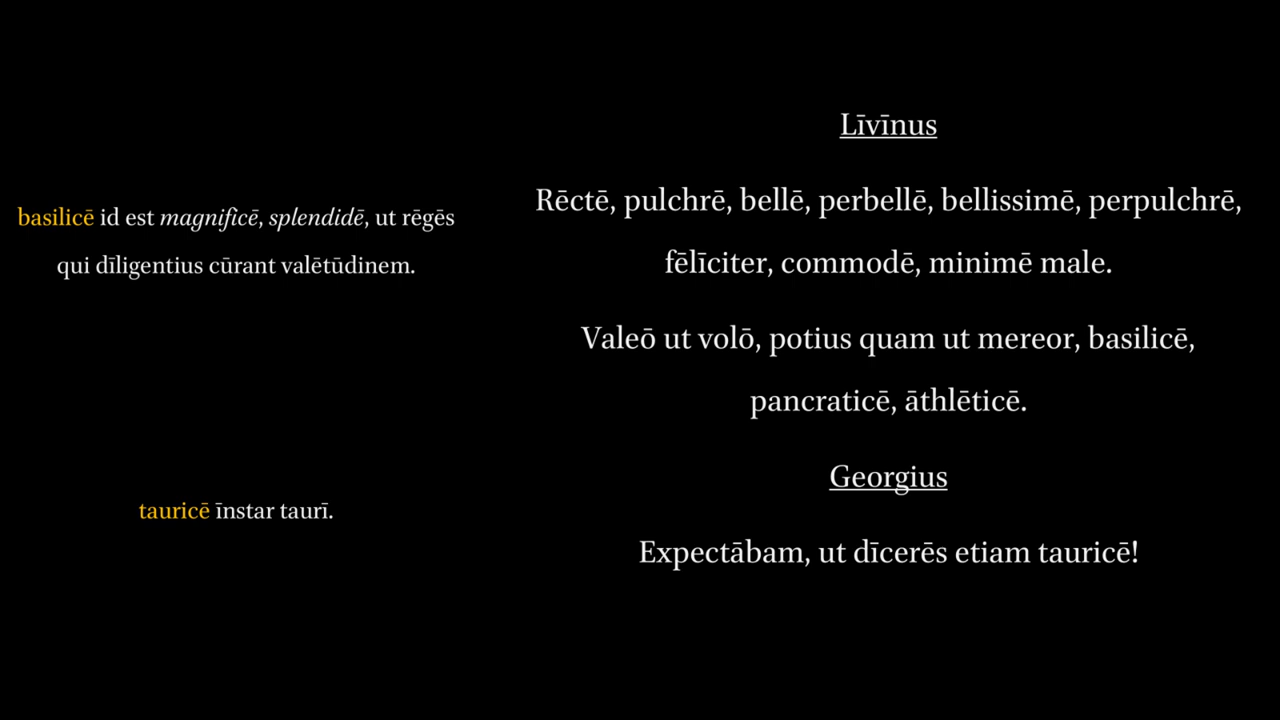 basilicē id est magnificē, splendidē, ut rēgēs
quī dīligentius cūrant valētūdinem.
tauricē īnstar taurī.
Līvīnus
Rēctē, pulchrē, bellē, perbellē, bellissimē, perpulchrē,
fēlīciter, commodē, minimē male.
Valeō ut volō, potius quam ut mereor, basilicē,
pancraticē, āthlēticē.
Georgius
Expectābam, ut dīcerēs etiam tauricē!